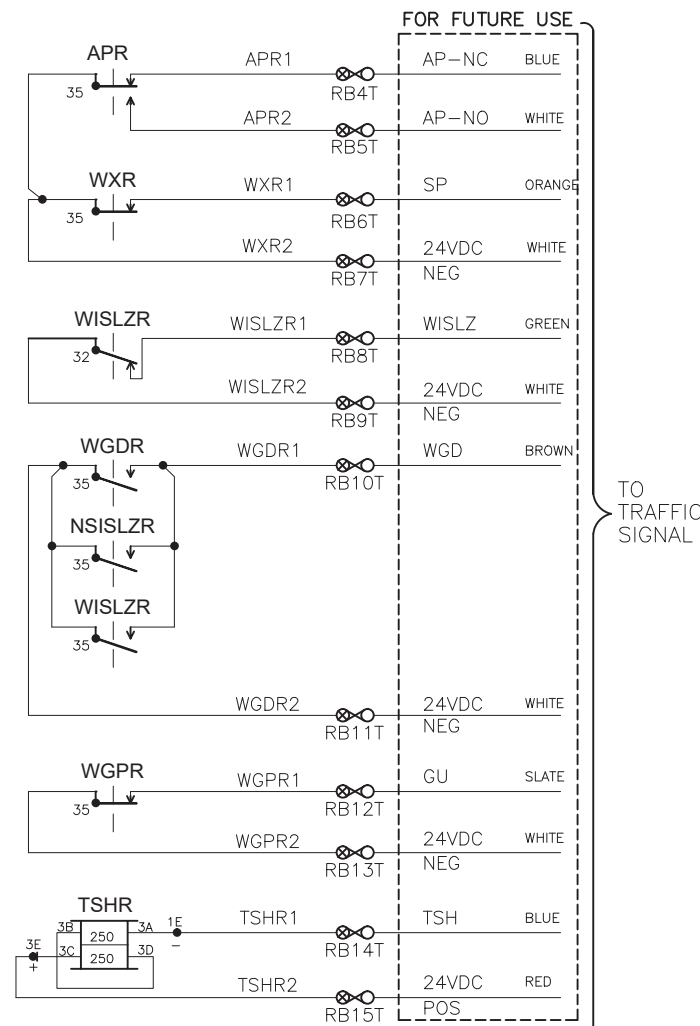 FOR FUTURE USE
APR
APR1
AP-NC
BLUE
35
RB4T
APR2
AP-NO
WHITE
RB5T
WXR
WXR1
SP
ORANGE
35
RB6T
WXR2
24VDC
WHITE
RB7T
NEG
WISLZR
WISLZR1
WISLZ
GREEN
32
RB8T
WISLZR2
24VDC
WHITE
RB9T
NEG
WGDR
WGDR1
WGD
BROWN
35
RB10T
TO
TRAFFIC
SIGNAL
NSISLZR
35
WISLZR
35
WGDR2
24VDC
WHITE
RB11T
NEG
WGPR
WGPR1
GU
SLATE
35
RB12T
WGPR2
24VDC
WHITE
RB13T
NEG
TSHR
3B
250
3A
1E
-
TSHR1
TSH
BLUE
RB14T
3E
+
3C
250
3D
TSHR2
24VDC
RED
RB15T
POS